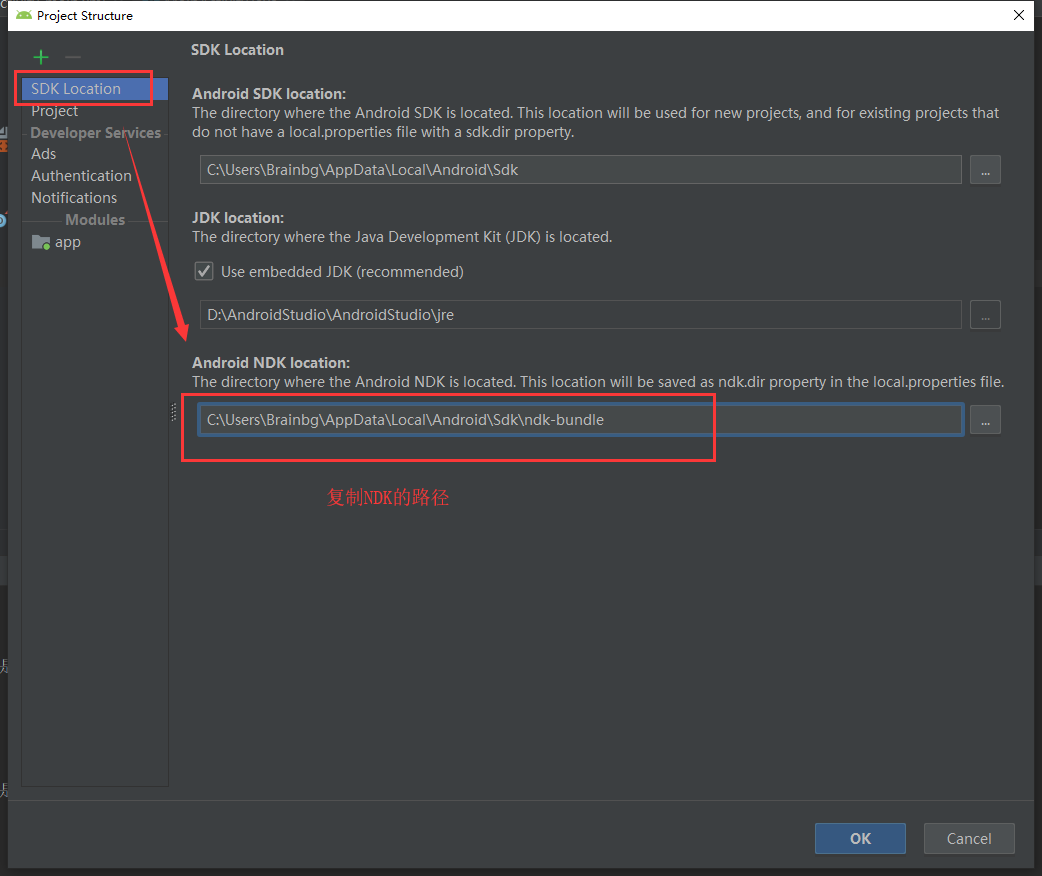 Project Structure
SDK Location
Project
Developer Services
Ads
Authentication
Notifications
Modules
app
SDK Location
Android SDK location:
The directory where the Android SDK is located. This location will be used for new projects, and for existing projects that
do not have a local.properties file with a sdk.dir property.
C:\Users\Brainbg\AppData\Local\Android\Sdk
...
JDK location:
The directory where the Java Development Kit (JDK) is located.
Use embedded JDK (recommended)
D:\AndroidStudio\AndroidStudio\jre
...
Android NDK location:
The directory where the Android NDK is located. This location will be saved as ndk.dir property in the local.properties file.
C:\Users\Brainbg\AppData\Local\Android\Sdk\ndk-bundle
...
复制NDK的路径
OK
Cancel